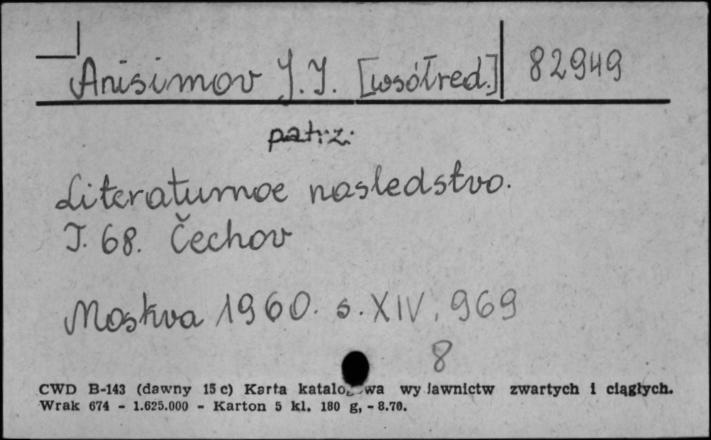 Anisimov J.J. [współred.] 82949
patrz:
Literaturnoe nasledstvo.
T. 68. Čechov
Moskva 1960. s. XIV, 969
8
CWD B-143 (dawny 15 c) Karta katalogowa wydawnictw zwartych i ciągłych.
Wrak 674 - 1.625.000 - Karton 5 kl. 180 g, - 8.70.